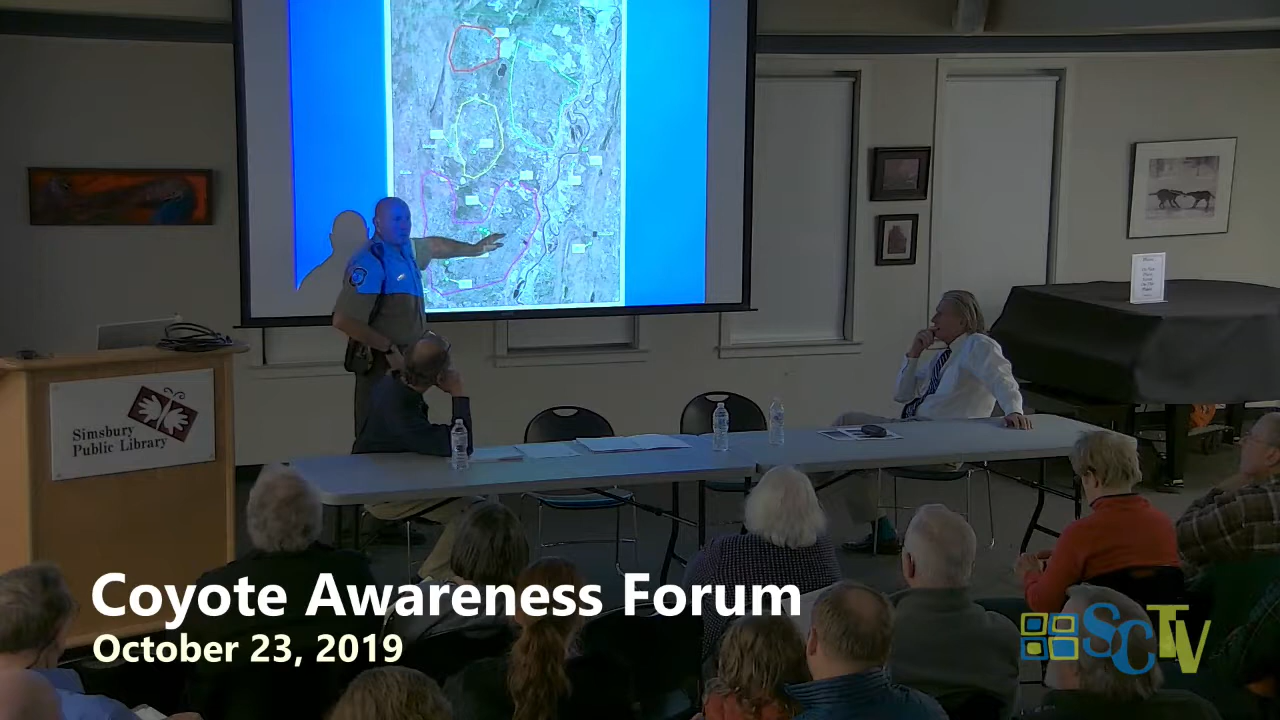 Simsbury
Public Library
Coyote Awareness Forum
October 23, 2019
SCTV